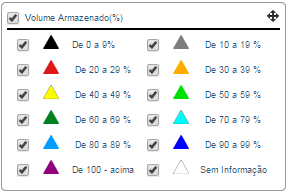 Volume Armazenado(%)
De 0 a 9% De 10 a 19 %
De 20 a 29 % De 30 a 39 %
De 40 a 49 % De 50 a 59 %
De 60 a 69 % De 70 a 79 %
De 80 a 89 % De 90 a 99 %
De 100 - acima Sem Informação